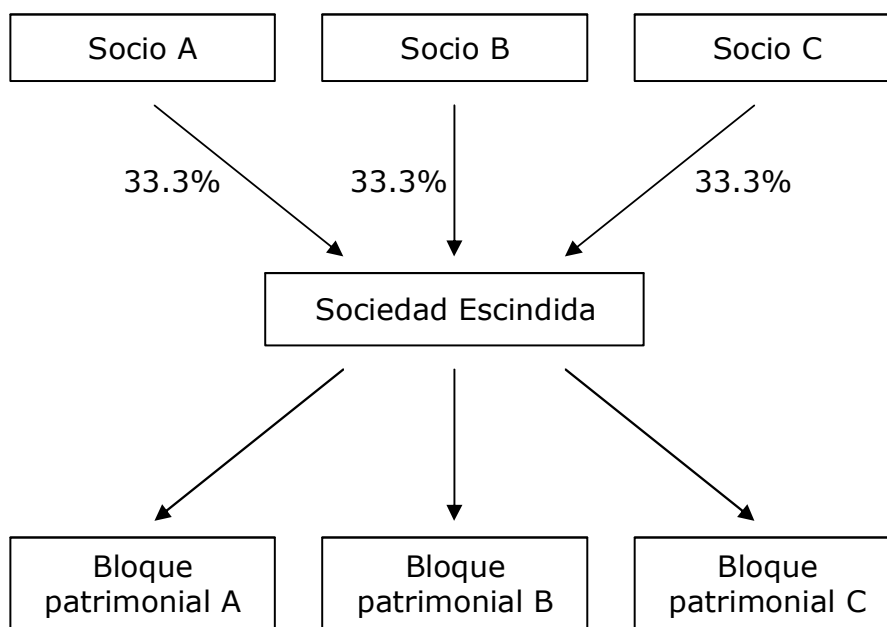 Socio A
Socio B
Socio C
33.3%
33.3%
33.3%
Sociedad Escindida
Bloque
patrimonial A
Bloque
patrimonial B
Bloque
patrimonial C